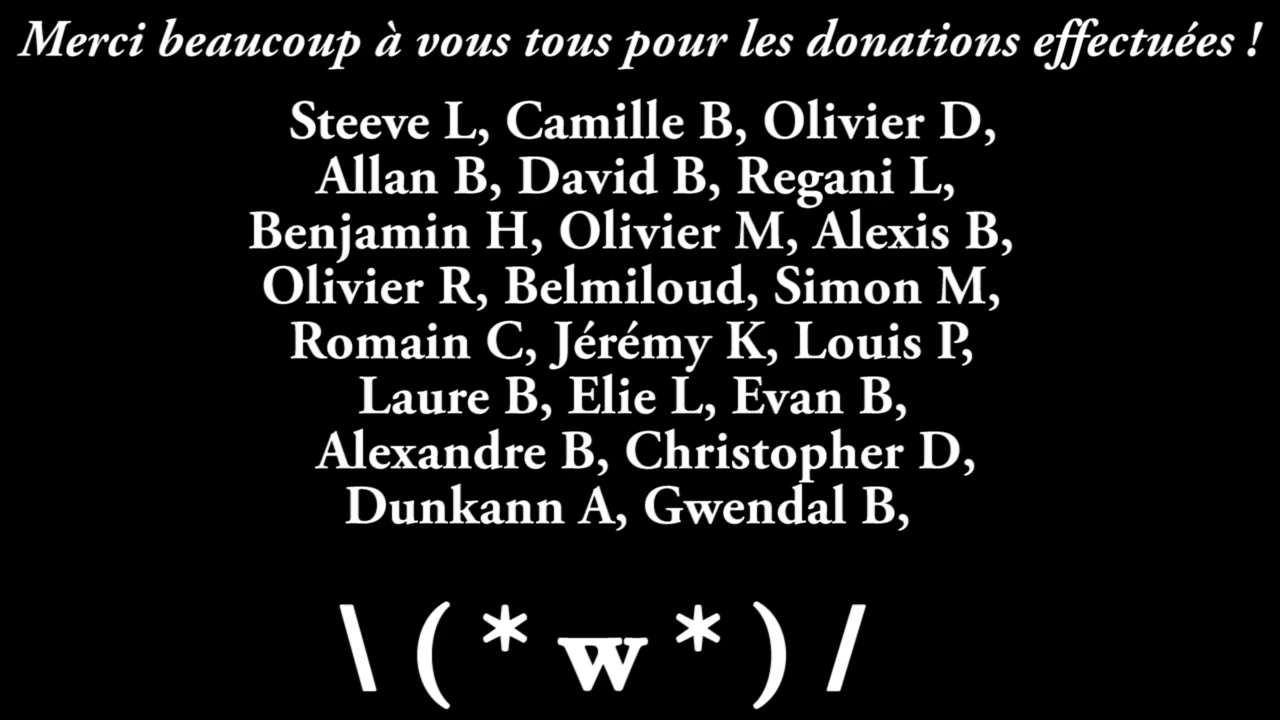 Merci beaucoup à vous tous pour les donations effectuées !
Steeve L, Camille B, Olivier D,
Allan B, David B, Regani L,
Benjamin H, Olivier M, Alexis B,
Olivier R, Belmiloud, Simon M,
Romain C, Jérémy K, Louis P,
Laure B, Elie L, Evan B,
Alexandre B, Christopher D,
Dunkann A, Gwendal B,
\ ( * w * ) /